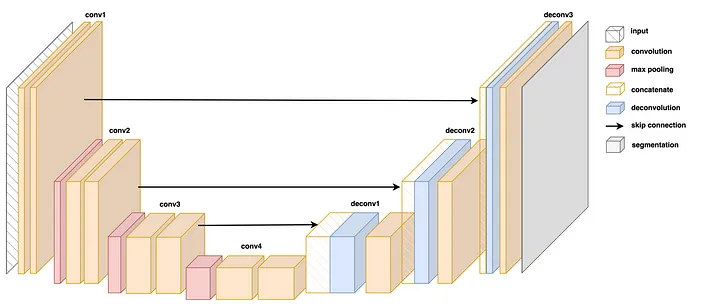 conv1
deconv3
input
convolution
max pooling
concatenate
deconvolution
skip connection
segmentation
conv2
deconv2
conv3
deconv1
conv4